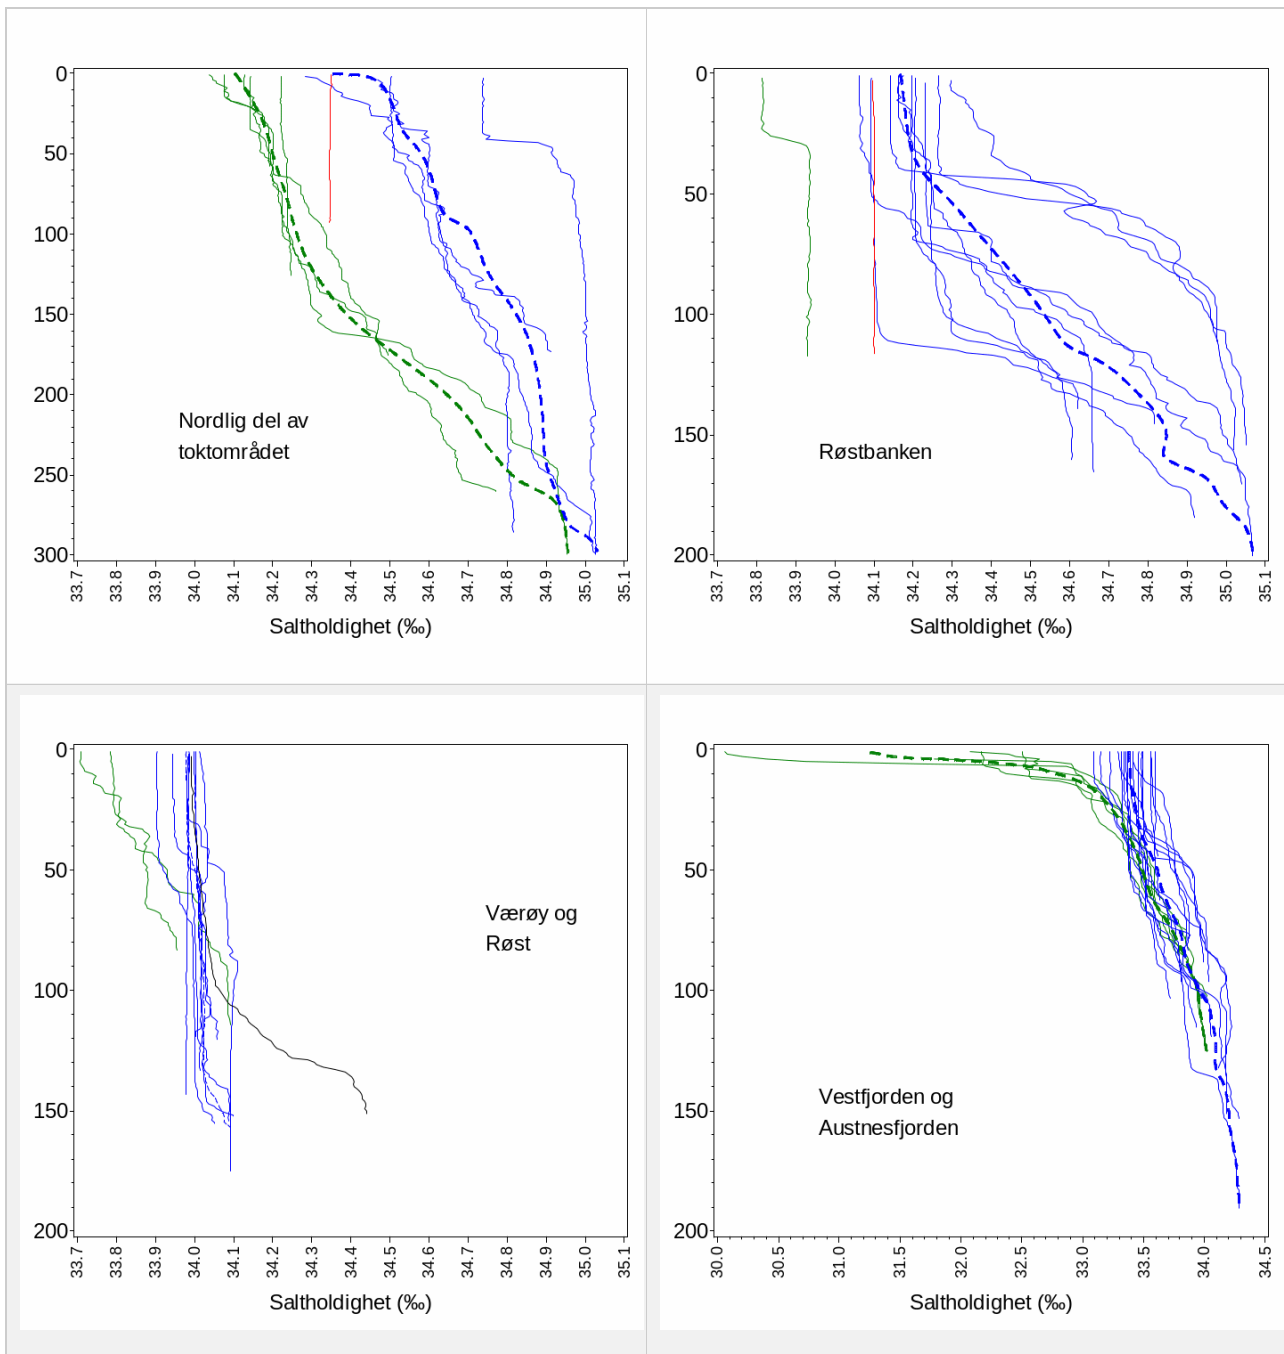 0
50
100
150
200
250
300
Nordlig del av
toktområdet
33.7 33.8 33.9 34.0 34.1 34.2 34.3 34.4 34.5 34.6 34.7 34.8 34.9 35.0 35.1
Saltholdighet (‰)
0
50
100
150
200
Røstbanken
33.7 33.8 33.9 34.0 34.1 34.2 34.3 34.4 34.5 34.6 34.7 34.8 34.9 35.0 35.1
Saltholdighet (‰)
0
50
100
150
200
Værøy og
Røst
33.7 33.8 33.9 34.0 34.1 34.2 34.3 34.4 34.5 34.6 34.7 34.8 34.9 35.0 35.1
Saltholdighet (‰)
0
50
100
150
200
Vestfjorden og
Austnesfjorden
30.0 30.5 31.0 31.5 32.0 32.5 33.0 33.5 34.0 34.5
Saltholdighet (‰)